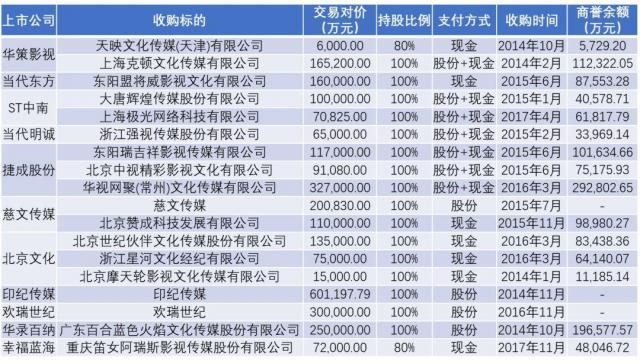 上市公司 收购标的 交易对价（万元） 持股比例 支付方式 收购时间 商誉余额（万元）
华策影视 天映文化传媒(天津)有限公司 6,000.00 80% 现金 2014年10月 5,729.20
上海克顿文化传媒有限公司 165,200.00 100% 股份+现金 2014年2月 112,322.05
当代东方 东阳盟将威影视文化有限公司 160,000.00 100% 现金 2015年6月 87,553.28
ST中南 大唐辉煌传媒股份有限公司 100,000.00 100% 股份+现金 2015年1月 40,578.71
上海极光网络科技有限公司 70,825.00 100% 股份+现金 2017年4月 61,817.79
当代明诚 浙江强视传媒股份有限公司 65,000.00 100% 股份+现金 2015年2月 33,969.14
捷成股份 东阳瑞吉祥影视传媒有限公司 117,000.00 100% 股份+现金 2015年6月 101,634.66
北京中视精彩影视文化有限公司 91,080.00 100% 股份+现金 2015年6月 75,175.93
华视网聚(常州)文化传媒有限公司 327,000.00 100% 股份+现金 2016年3月 292,802.65
慈文传媒 慈文传媒 200,830.00 100% 股份 2015年7月 -
北京赞成科技发展有限公司 110,000.00 100% 现金 2015年11月 98,980.27
北京文化 北京世纪伙伴文化传媒股份有限公司 135,000.00 100% 现金 2016年3月 83,438.36
浙江星河文化经纪有限公司 75,000.00 100% 现金 2016年3月 64,140.07
北京摩天轮影视文化传媒有限公司 15,000.00 100% 现金 2014年1月 11,185.14
印纪传媒 印纪传媒 601,197.79 100% 股份 2014年11月 -
欢瑞世纪 欢瑞世纪 300,000.00 100% 股份 2016年11月 -
华录百纳 广东百合蓝色火焰文化传媒股份有限公司 250,000.00 100% 股份+现金 2014年10月 196,577.57
幸福蓝海 重庆笛女阿瑞斯影视传媒有限公司 72,000.00 80% 现金 2017年11月 48,046.72